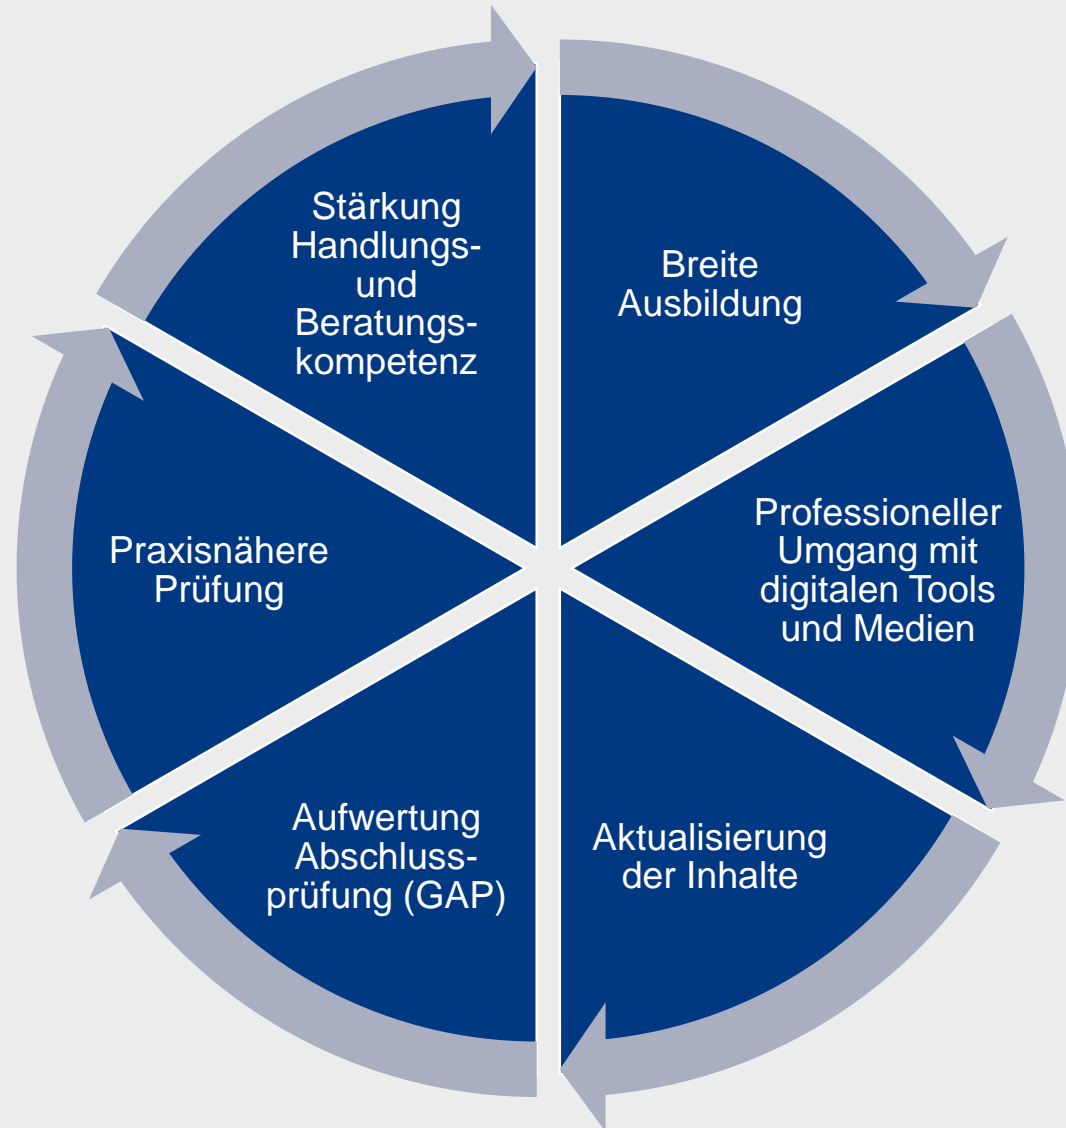 Stärkung
Handlungs-
und
Beratungs-
kompetenz
Breite
Ausbildung
Professioneller
Umgang mit
digitalen Tools
und Medien
Praxisnähere
Prüfung
Aufwertung
Abschluss-
prüfung (GAP)
Aktualisierung
der Inhalte